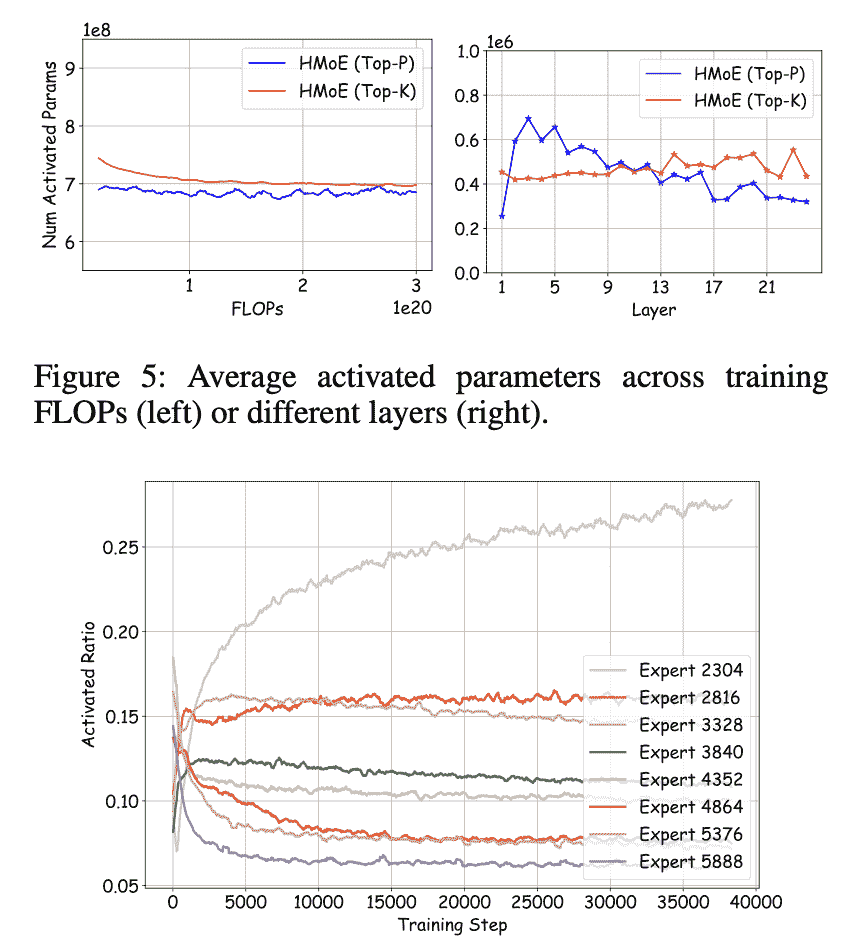 1e8
9
8
7
6
Num Activated Params
HMoE (Top-P)
HMoE (Top-K)
1
2
3
FLOPs
1e20
1e6
1.0
0.8
0.6
0.4
0.2
0.0
HMoE (Top-P)
HMoE (Top-K)
1
5
9
13
17
21
Layer
Figure 5: Average activated parameters across training
FLOPs (left) or different layers (right).
0.25
0.20
0.15
0.10
0.05
Activated Ratio
Expert 2304
Expert 2816
Expert 3328
Expert 3840
Expert 4352
Expert 4864
Expert 5376
Expert 5888
0
5000
10000
15000
20000
25000
30000
35000
40000
Training Step